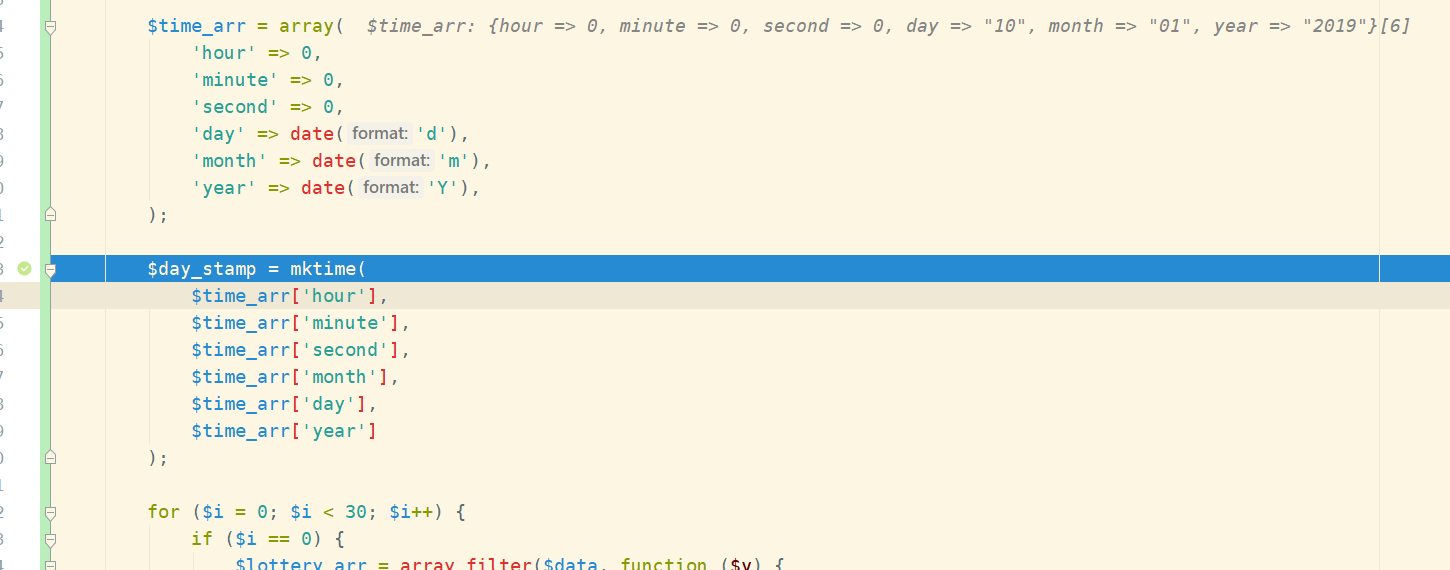 $time_arr = array(  $time_arr: {hour => 0, minute => 0, second => 0, day => "10", month => "01", year => "2019"}[6]
'hour' => 0,
'minute' => 0,
'second' => 0,
'day' => date( format: 'd'),
'month' => date( format: 'm'),
'year' => date( format: 'Y'),
);
$day_stamp = mktime(
$time_arr['hour'],
$time_arr['minute'],
$time_arr['second'],
$time_arr['month'],
$time_arr['day'],
$time_arr['year']
);
for ($i = 0; $i < 30; $i++) {
if ($i == 0) {
$lottery_arr = array_filter($data, function ($v) {